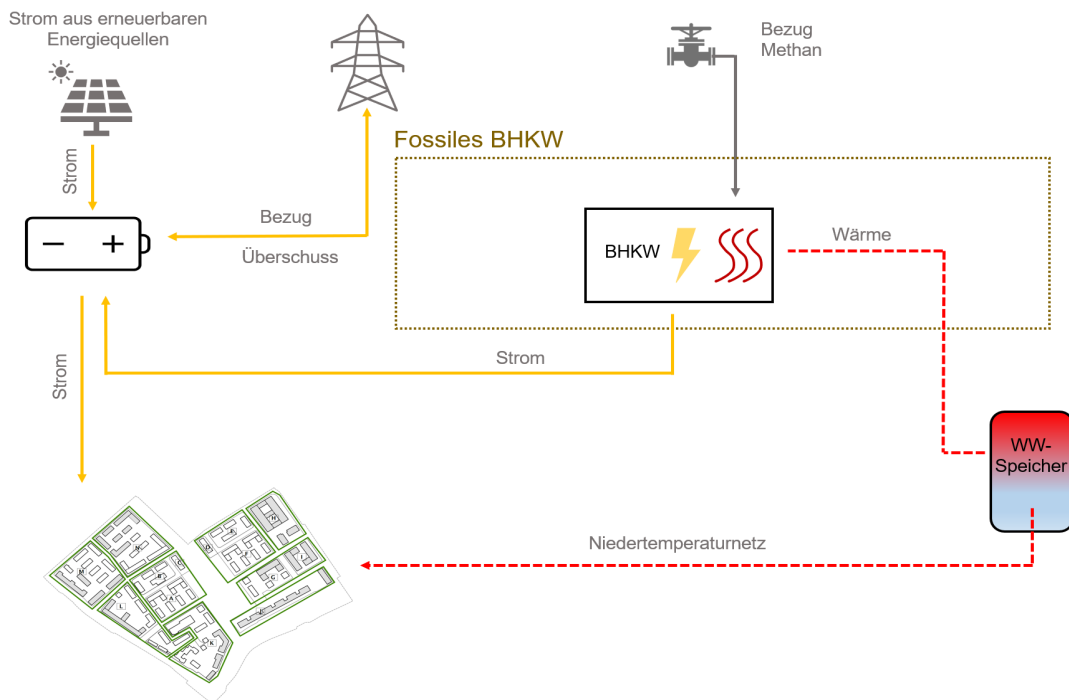 Strom aus erneuerbaren
Energiequellen
Bezug
Methan
Fossiles BHKW
Strom
Bezug
Überschuss
BHKW
Wärme
Strom
Strom
WW-
Speicher
Niedertemperaturnetz
N
E
D
F
N
C
M
B
J
G
A
L
K